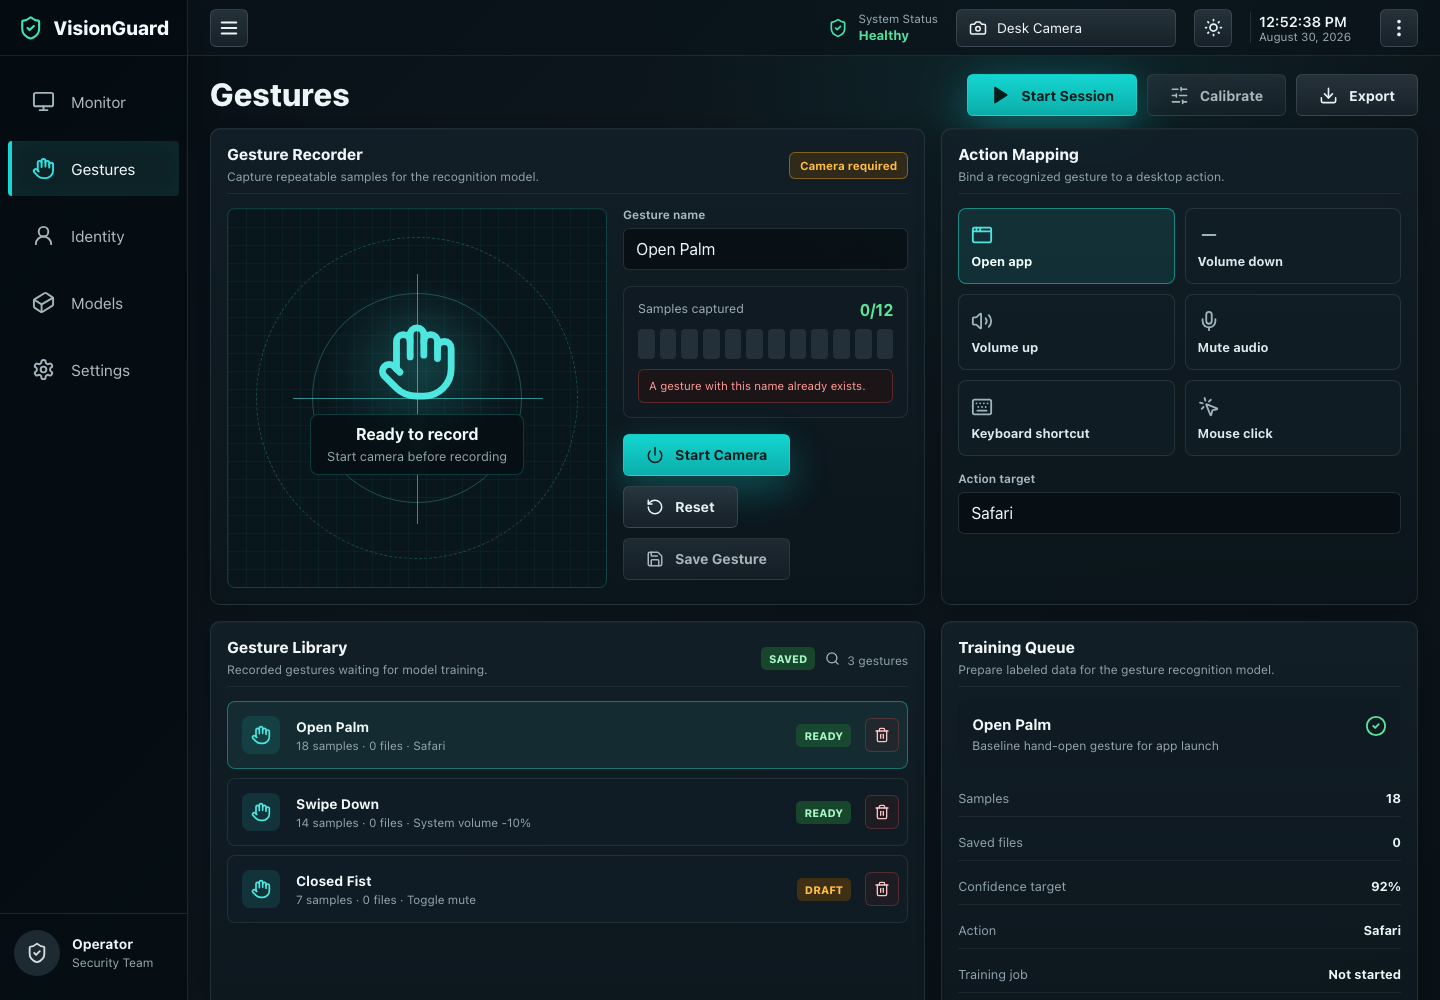 VisionGuard
System Status
Healthy
Desk Camera
12:52:38 PM
August 30, 2026
Monitor
Gestures
Identity
Models
Settings
Operator
Security Team
Gestures
Start Session
Calibrate
Export
Gesture Recorder
Capture repeatable samples for the recognition model.
Camera required
Ready to record
Start camera before recording
Gesture name
Open Palm
Samples captured
0/12
A gesture with this name already exists.
Start Camera
Reset
Save Gesture
Action Mapping
Bind a recognized gesture to a desktop action.
Open app
Volume down
Volume up
Mute audio
Keyboard shortcut
Mouse click
Action target
Safari
Gesture Library
Recorded gestures waiting for model training.
SAVED
3 gestures
Open Palm
18 samples · 0 files · Safari
READY
Swipe Down
14 samples · 0 files · System volume -10%
READY
Closed Fist
7 samples · 0 files · Toggle mute
DRAFT
Training Queue
Prepare labeled data for the gesture recognition model.
Open Palm
Baseline hand-open gesture for app launch
Samples 18
Saved files 0
Confidence target 92%
Action Safari
Training job Not started